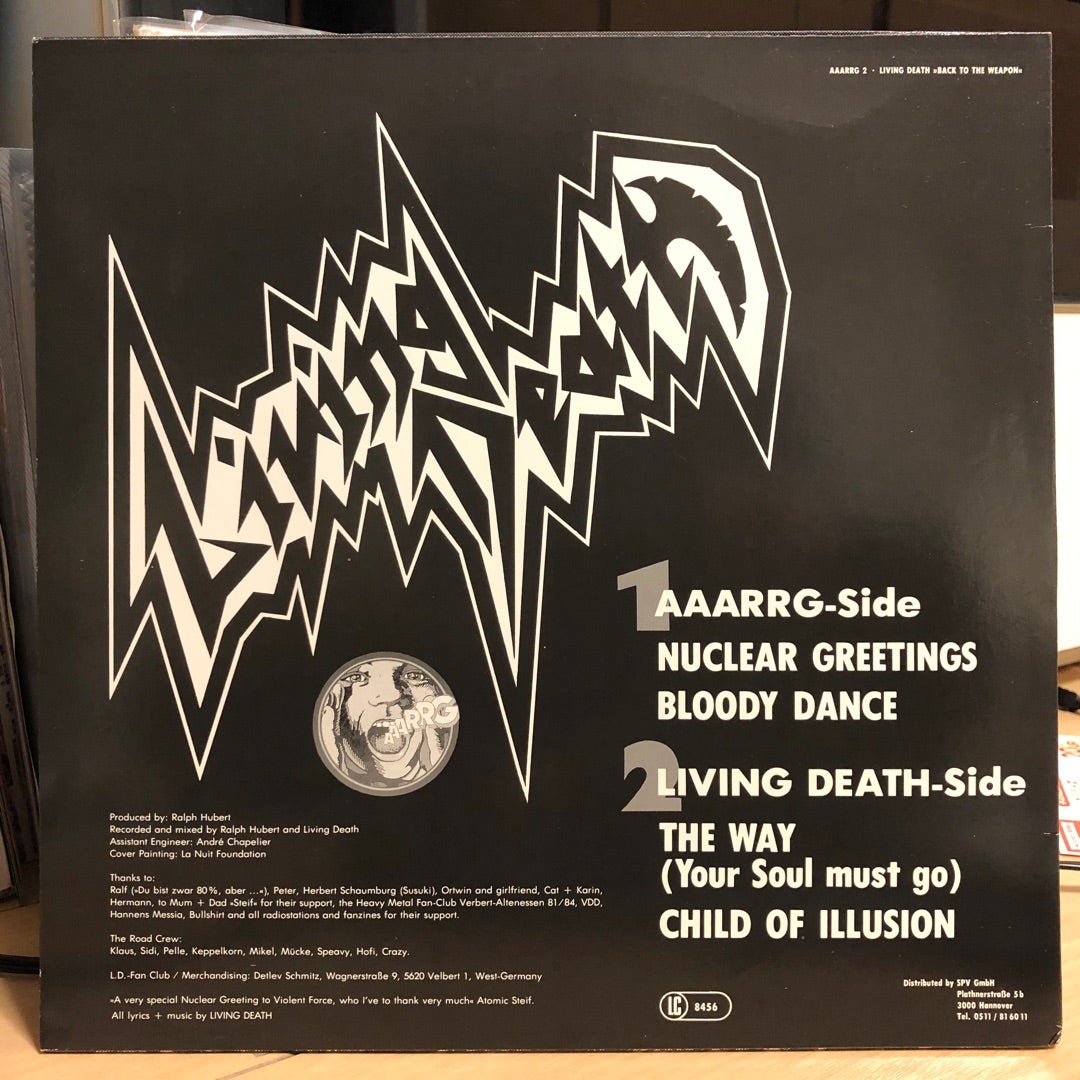 AAARRG 2 · LIVING DEATH »BACK TO THE WEAPON«
Living Death
1
AAARRG-Side
NUCLEAR GREETINGS
BLOODY DANCE
2
LIVING DEATH-Side
THE WAY
(Your Soul must go)
CHILD OF ILLUSION
AAARRG
Produced by: Ralph Hubert
Recorded and mixed by Ralph Hubert and Living Death
Assistant Engineer: André Chapelier
Cover Painting: La Nuit Foundation
Thanks to:
Ralf (»Du bist zwar 80%, aber ...«), Peter, Herbert Schaumburg (Susuki), Ortwin and girlfriend, Cat + Karin,
Hermann, to Mum + Dad »Steif« for their support, the Heavy Metal Fan-Club Verbert-Altenessen 81/84, VDD,
Hannens Messia, Bullshirt and all radiostations and fanzines for their support.
The Road Crew:
Klaus, Sidi, Pelle, Keppelkorn, Mikel, Mücke, Speavy, Hofi, Crazy.
L.D.-Fan Club / Merchandising: Detlev Schmitz, Wagnerstraße 9, 5620 Velbert 1, West-Germany
»A very special Nuclear Greeting to Violent Force, who I've to thank very much« Atomic Steif.
All lyrics + music by LIVING DEATH
LC 8456
Distributed by SPV GmbH
Plathnerstraße 5b
3000 Hannover
Tel. 0511/816011